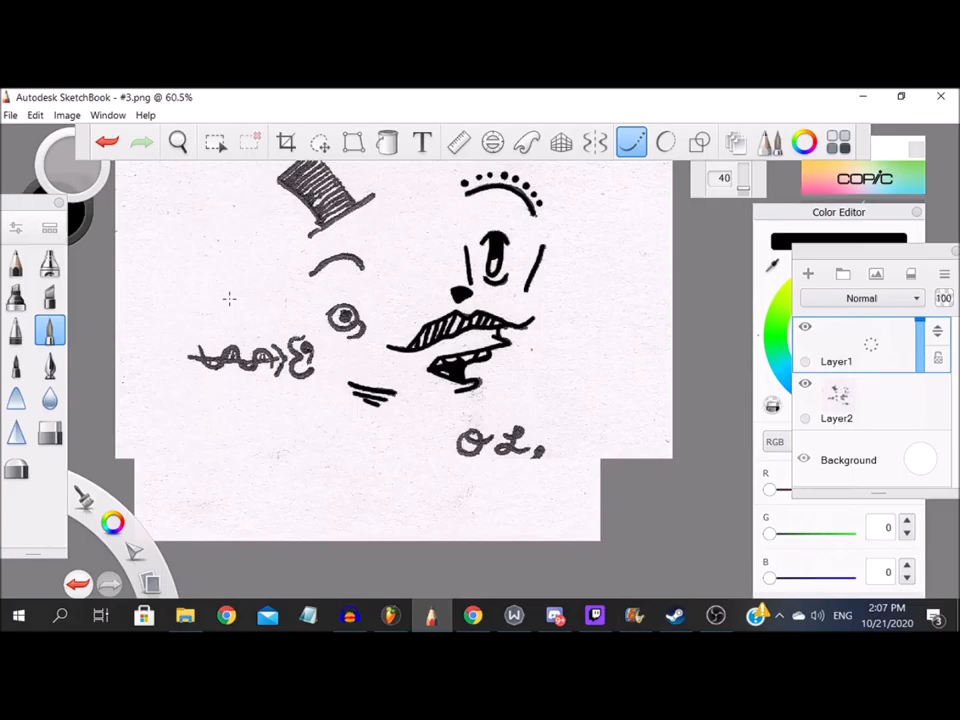 Autodesk SketchBook - #3.png @ 60.5%
File Edit Image Window Help
T
40
COPIC
Color Editor
Normal 100
Layer1
Layer2
Background
RGB
R
G 0
B 0
O L,
ENG
2:07 PM
10/21/2020
3